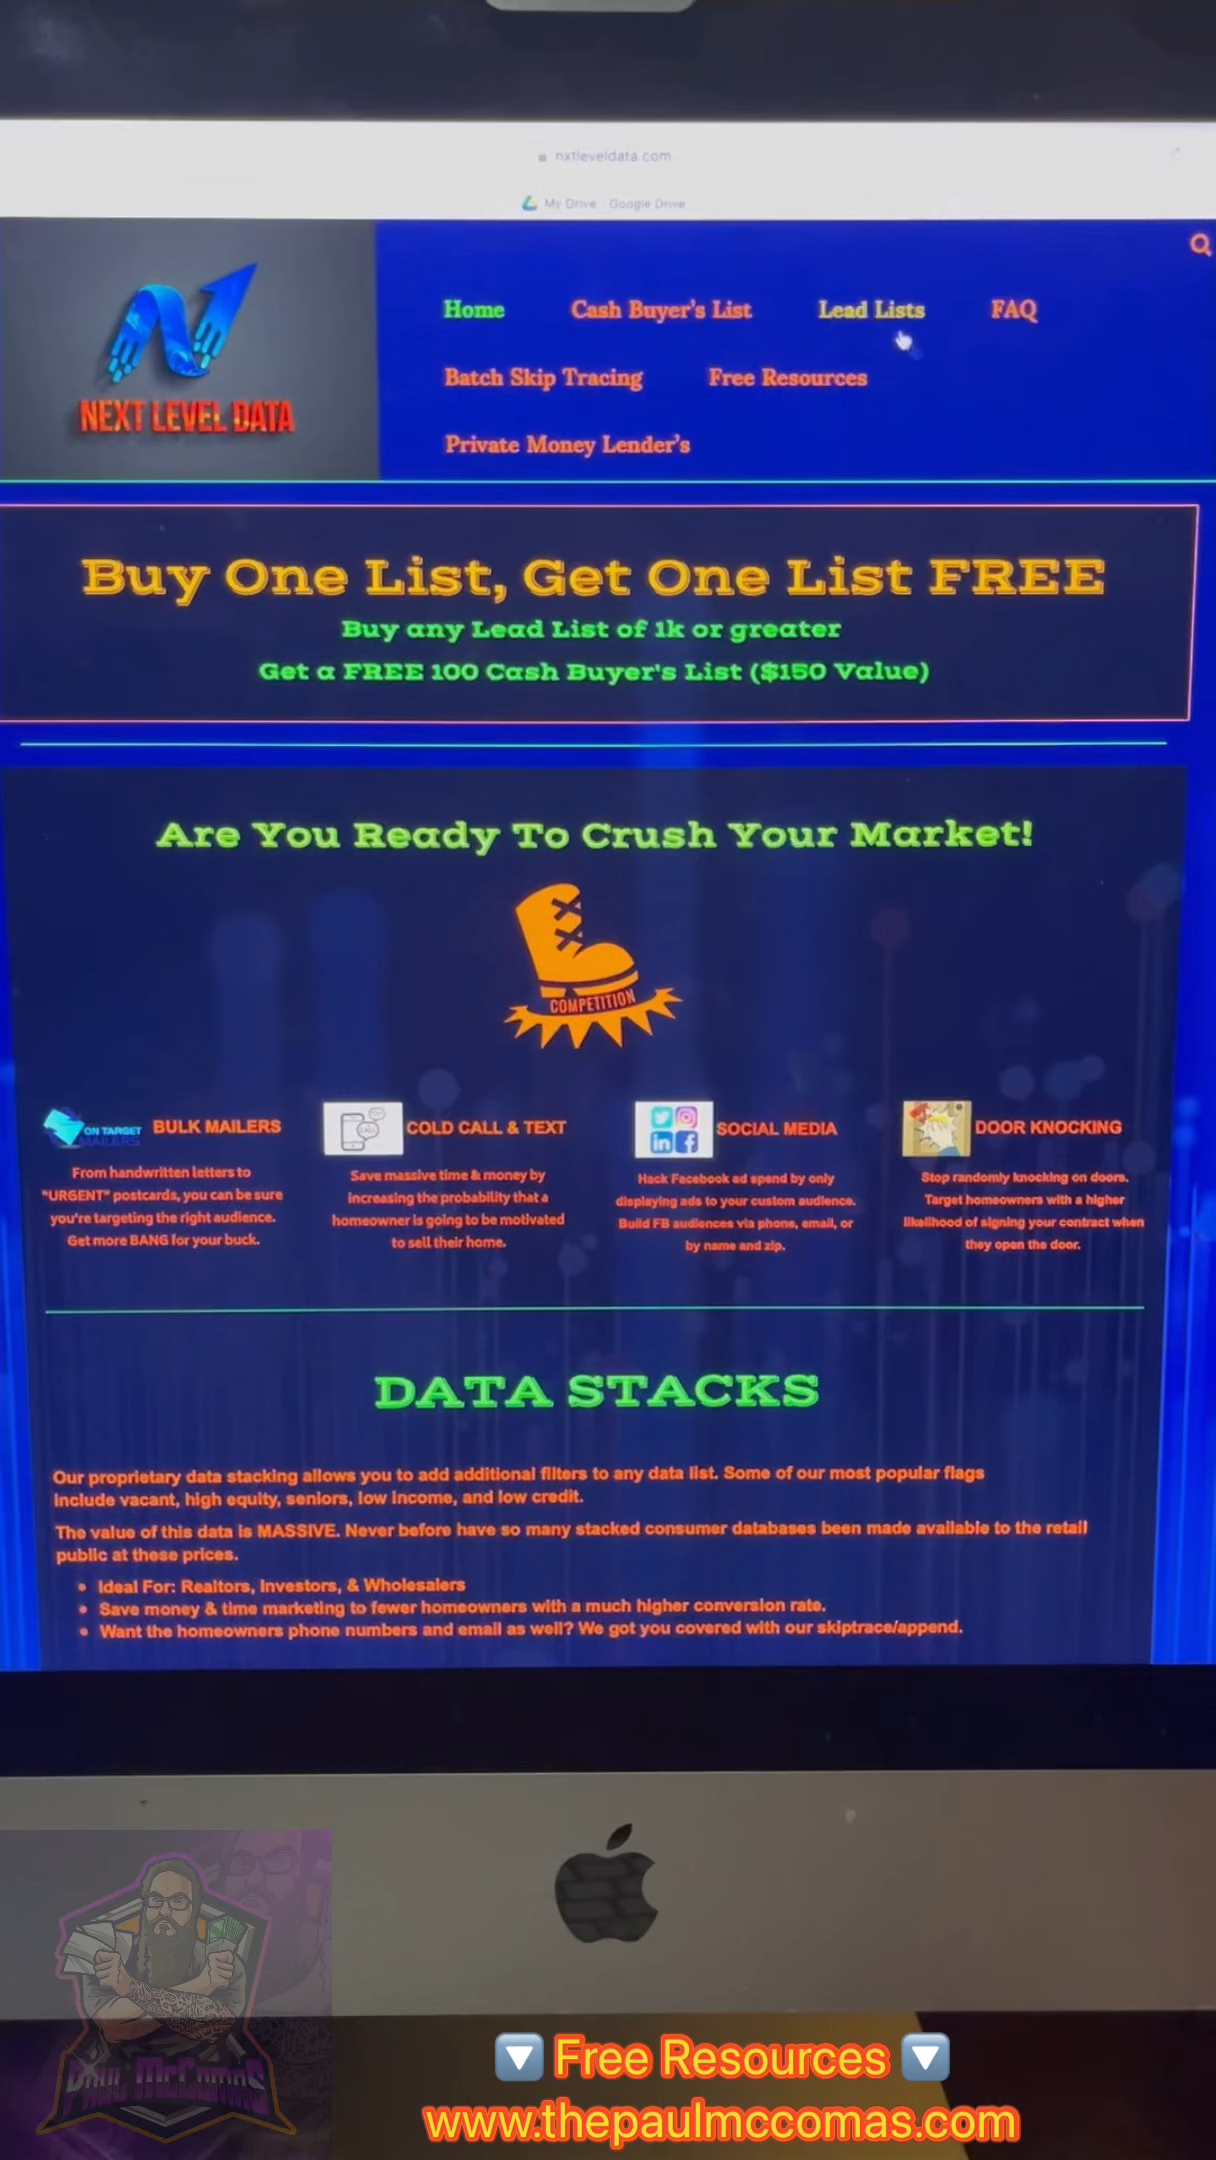 nxtleveldata.com
My Drive - Google Drive
NEXT LEVEL DATA
Home Cash Buyer's List Lead Lists FAQ
Batch Skip Tracing Free Resources
Private Money Lender's
Buy One List, Get One List FREE
Buy any Lead List of 1k or greater
Get a FREE 100 Cash Buyer's List ($150 Value)
Are You Ready To Crush Your Market!
COMPETITION
ON TARGET
MAILERS
BULK MAILERS
From handwritten letters to
"URGENT" postcards, you can be sure
you're targeting the right audience.
Get more BANG for your buck.
CALL
COLD CALL & TEXT
Save massive time & money by
increasing the probability that a
homeowner is going to be motivated
to sell their home.
in f
SOCIAL MEDIA
Hack Facebook ad spend by only
displaying ads to your custom audience.
Build FB audiences via phone, email, or
by name and zip.
DOOR KNOCKING
Stop randomly knocking on doors.
Target homeowners with a higher
likelihood of signing your contract when
they open the door.
DATA STACKS
Our proprietary data stacking allows you to add additional filters to any data list. Some of our most popular flags
include vacant, high equity, seniors, low income, and low credit.
The value of this data is MASSIVE. Never before have so many stacked consumer databases been made available to the retail
public at these prices.
• Ideal For: Realtors, Investors, & Wholesalers
• Save money & time marketing to fewer homeowners with a much higher conversion rate.
• Want the homeowners phone numbers and email as well? We got you covered with our skiptrace/append.
PAUL MCCOMAS
Free Resources
www.thepaulmccomas.com